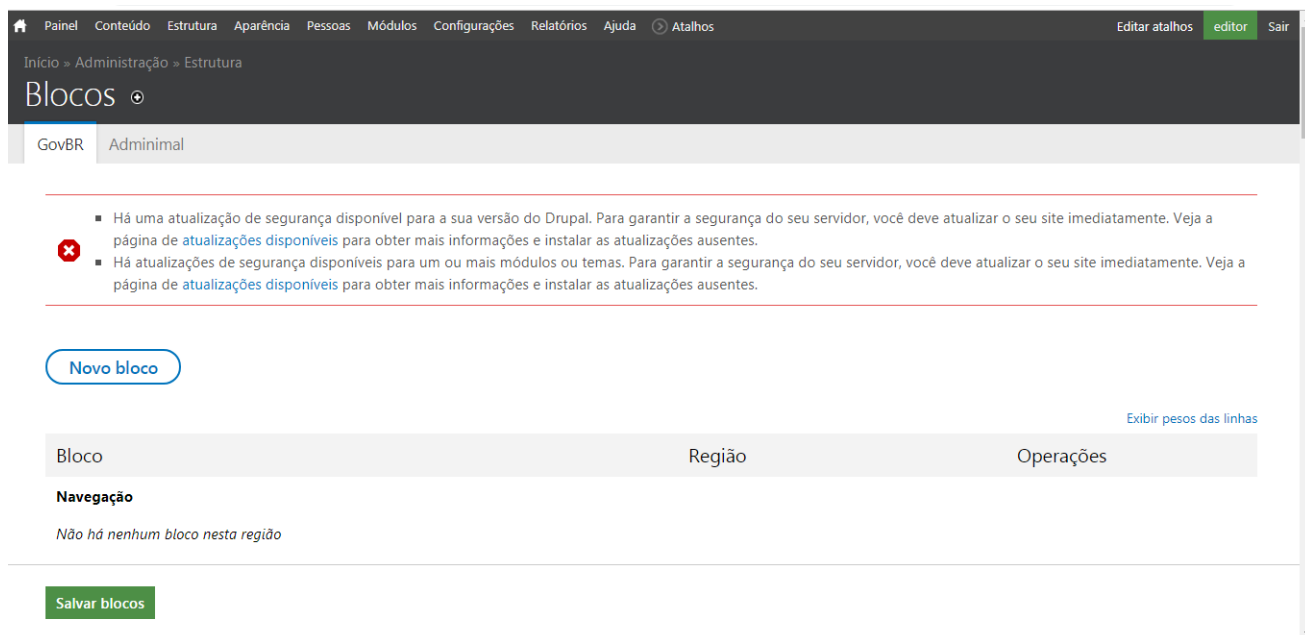 Painel Conteúdo Estrutura Aparência Pessoas Módulos Configurações Relatórios Ajuda Atalhos Editar atalhos editor Sair
Início » Administração » Estrutura
Blocos
GovBR Adminimal
Há uma atualização de segurança disponível para a sua versão do Drupal. Para garantir a segurança do seu servidor, você deve atualizar o seu site imediatamente. Veja a
página de atualizações disponíveis para obter mais informações e instalar as atualizações ausentes.
Há atualizações de segurança disponíveis para um ou mais módulos ou temas. Para garantir a segurança do seu servidor, você deve atualizar o seu site imediatamente. Veja a
página de atualizações disponíveis para obter mais informações e instalar as atualizações ausentes.
Novo bloco
Exibir pesos das linhas
Bloco Região Operações
Navegação
Não há nenhum bloco nesta região
Salvar blocos